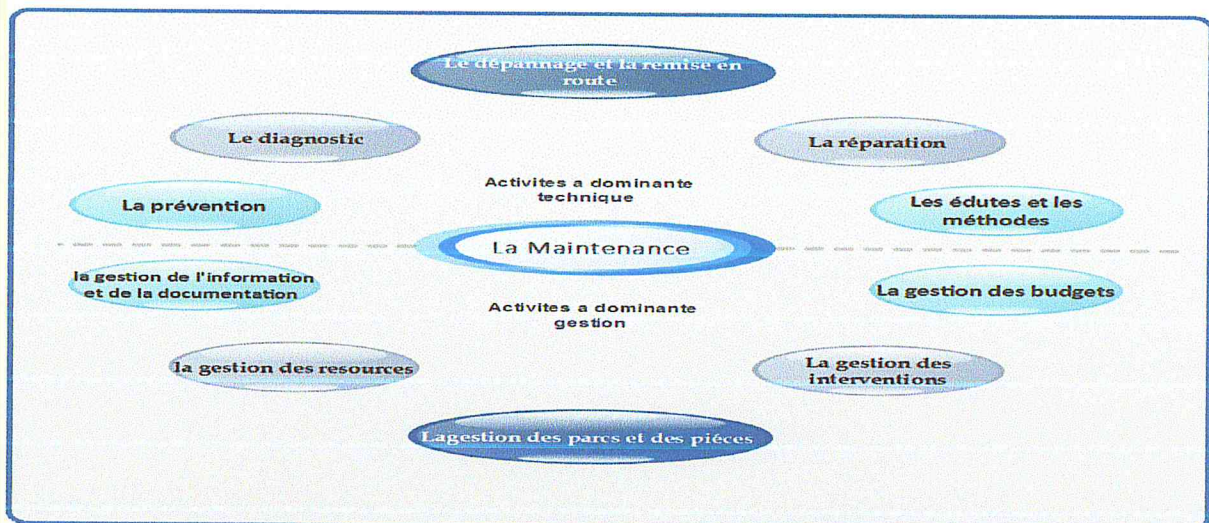 Le dépannage et la remise en
route
Le diagnostic
La réparation
Activites a dominante
technique
La prévention
Les édutes et les
méthodes
La Maintenance
la gestion de l'information
et de la documentation
La gestion des budgets
Activites a dominante
gestion
la gestion des resources
La gestion des
interventions
Lagestion des parcs et des piéces